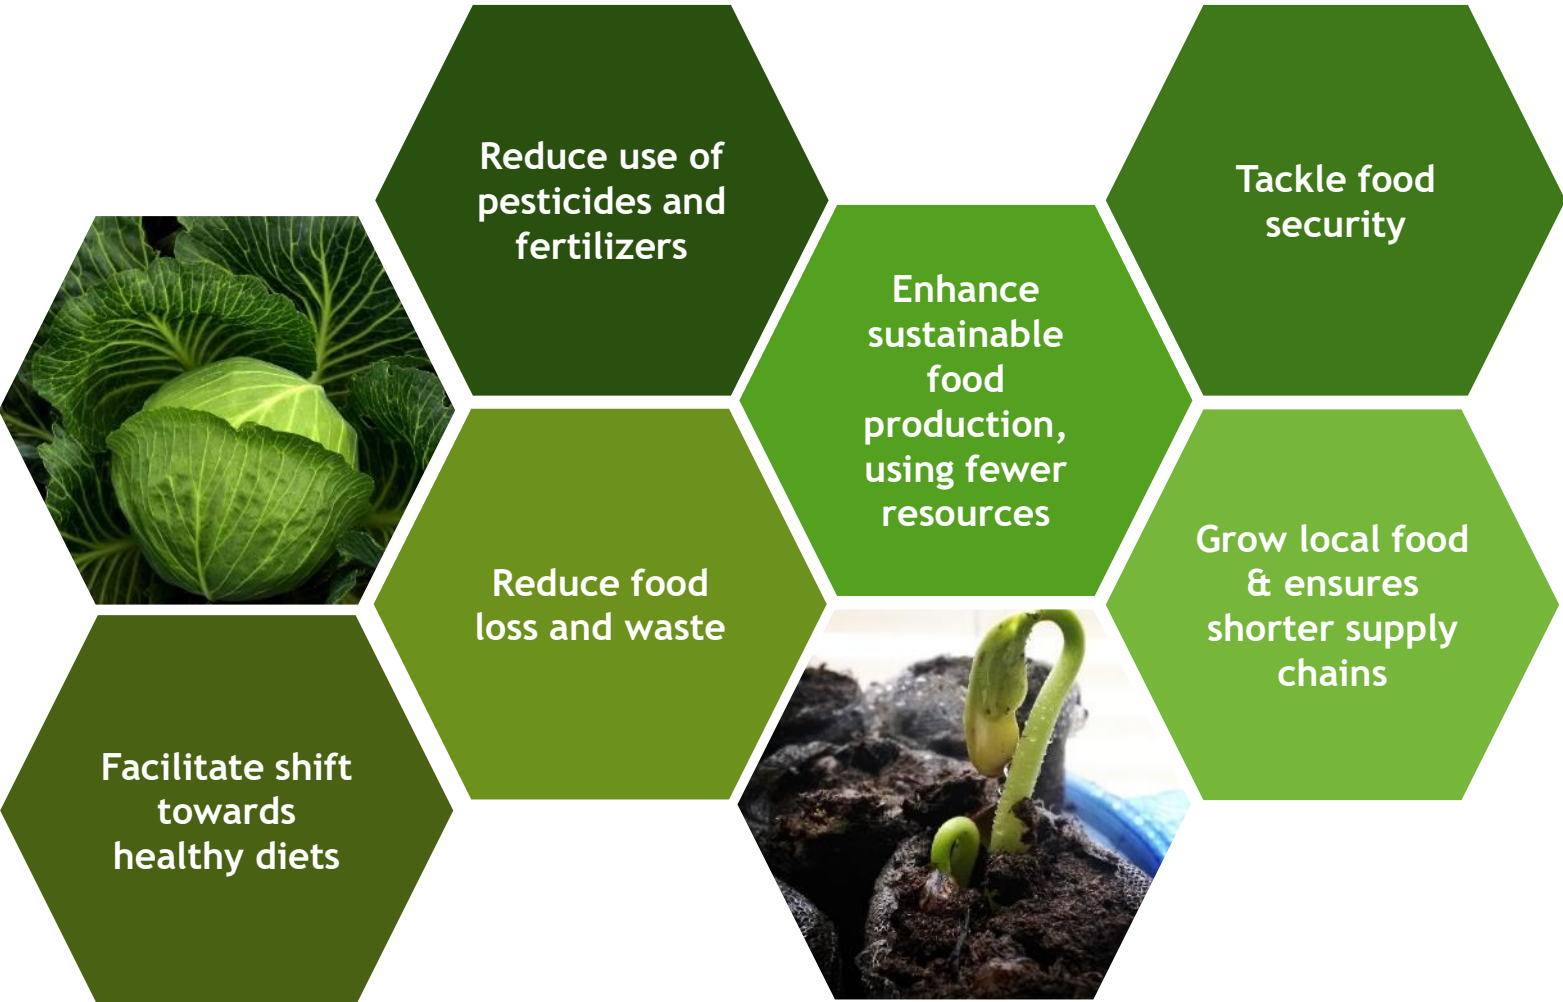 Reduce use of
pesticides and
fertilizers
Tackle food
security
Enhance
sustainable
food
production,
using fewer
resources
Reduce food
loss and waste
Grow local food
& ensures
shorter supply
chains
Facilitate shift
towards
healthy diets